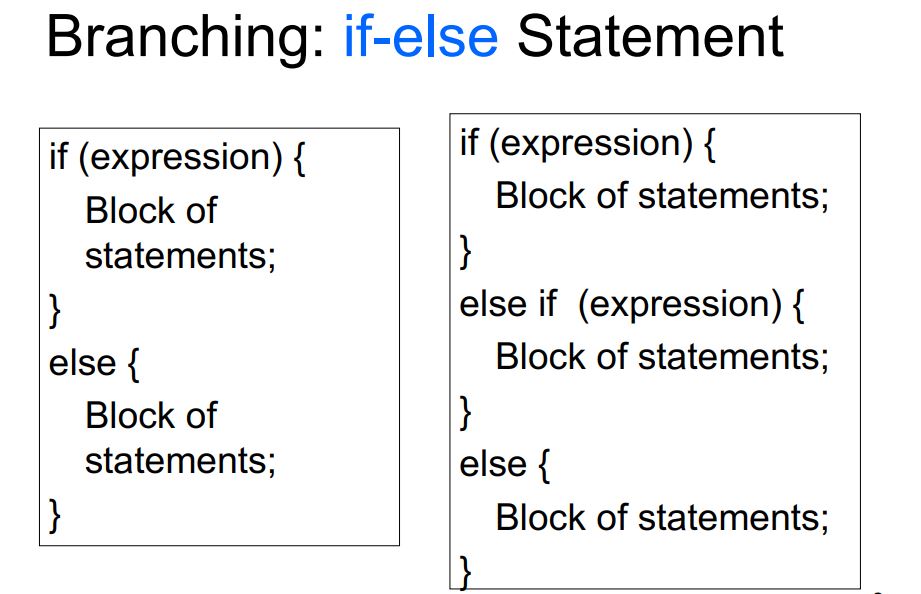 Branching: if-else Statement
if (expression) {
Block of
statements;
}
else {
Block of
statements;
}
if (expression) {
Block of statements;
}
else if  (expression) {
Block of statements;
}
else {
Block of statements;
}